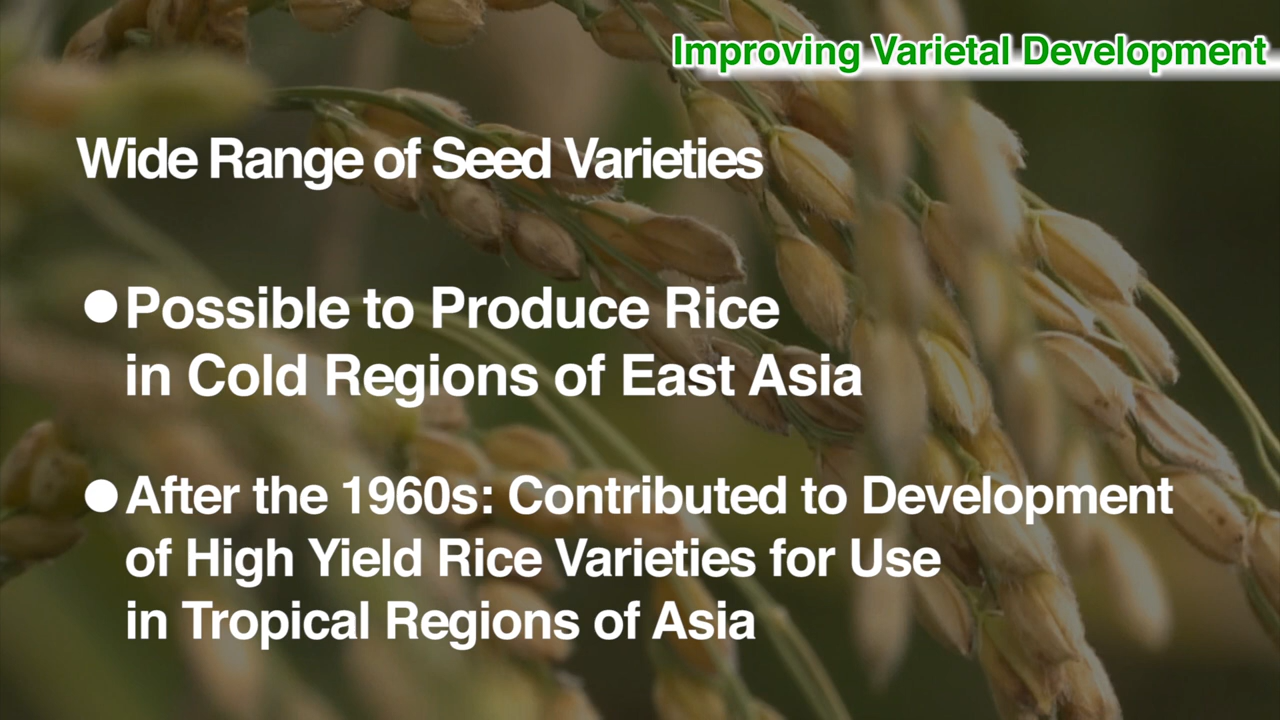 Improving Varietal Development
Wide Range of Seed Varieties
●Possible to Produce Rice
in Cold Regions of East Asia
●After the 1960s: Contributed to Development
of High Yield Rice Varieties for Use
in Tropical Regions of Asia